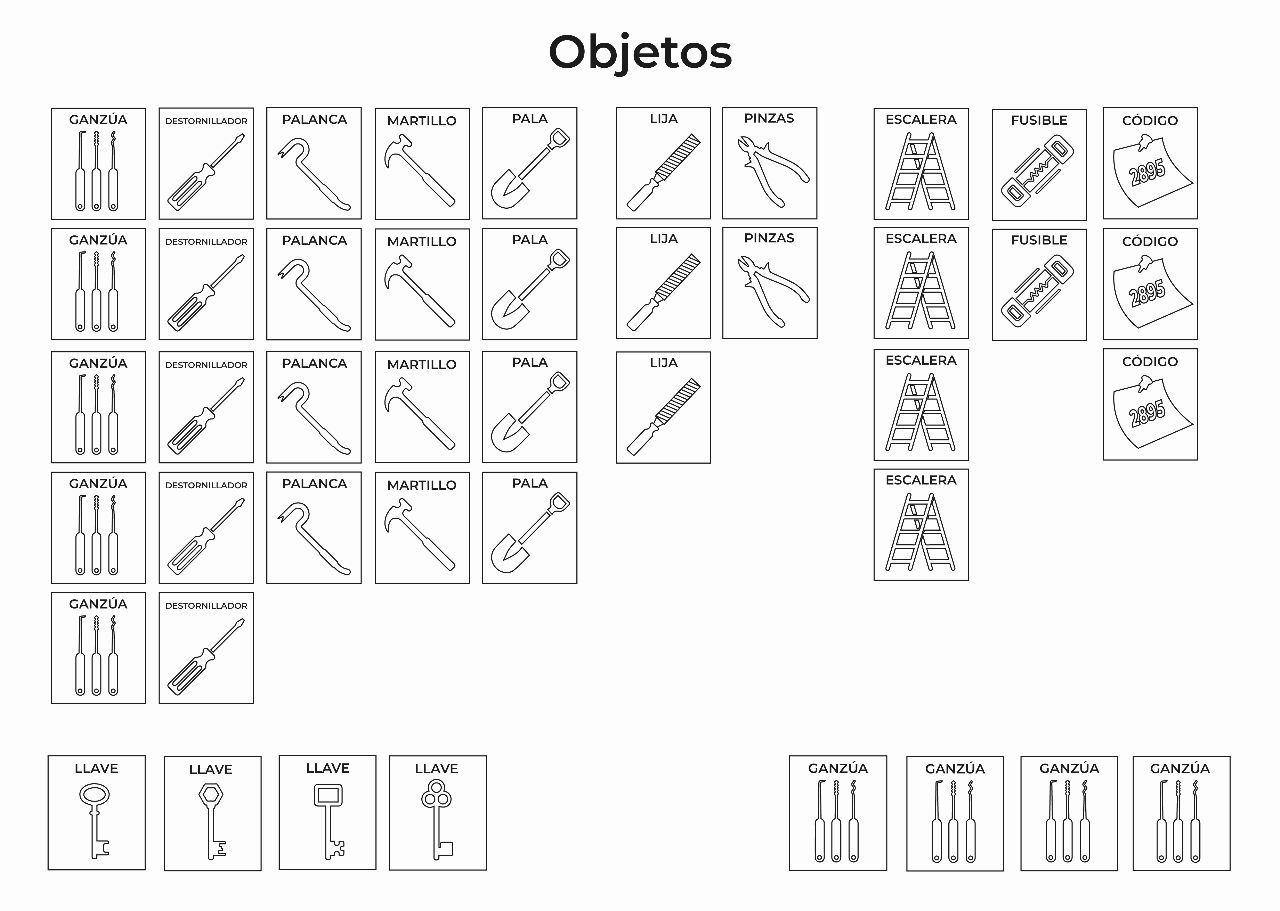 Objetos
GANZÚA DESTORNILLADOR PALANCA MARTILLO PALA LIJA PINZAS ESCALERA FUSIBLE CÓDIGO
2895
GANZÚA DESTORNILLADOR PALANCA MARTILLO PALA LIJA PINZAS ESCALERA FUSIBLE CÓDIGO
2895
GANZÚA DESTORNILLADOR PALANCA MARTILLO PALA LIJA ESCALERA CÓDIGO
2895
GANZÚA DESTORNILLADOR PALANCA MARTILLO PALA ESCALERA
GANZÚA DESTORNILLADOR
LLAVE LLAVE LLAVE LLAVE GANZÚA GANZÚA GANZÚA GANZÚA